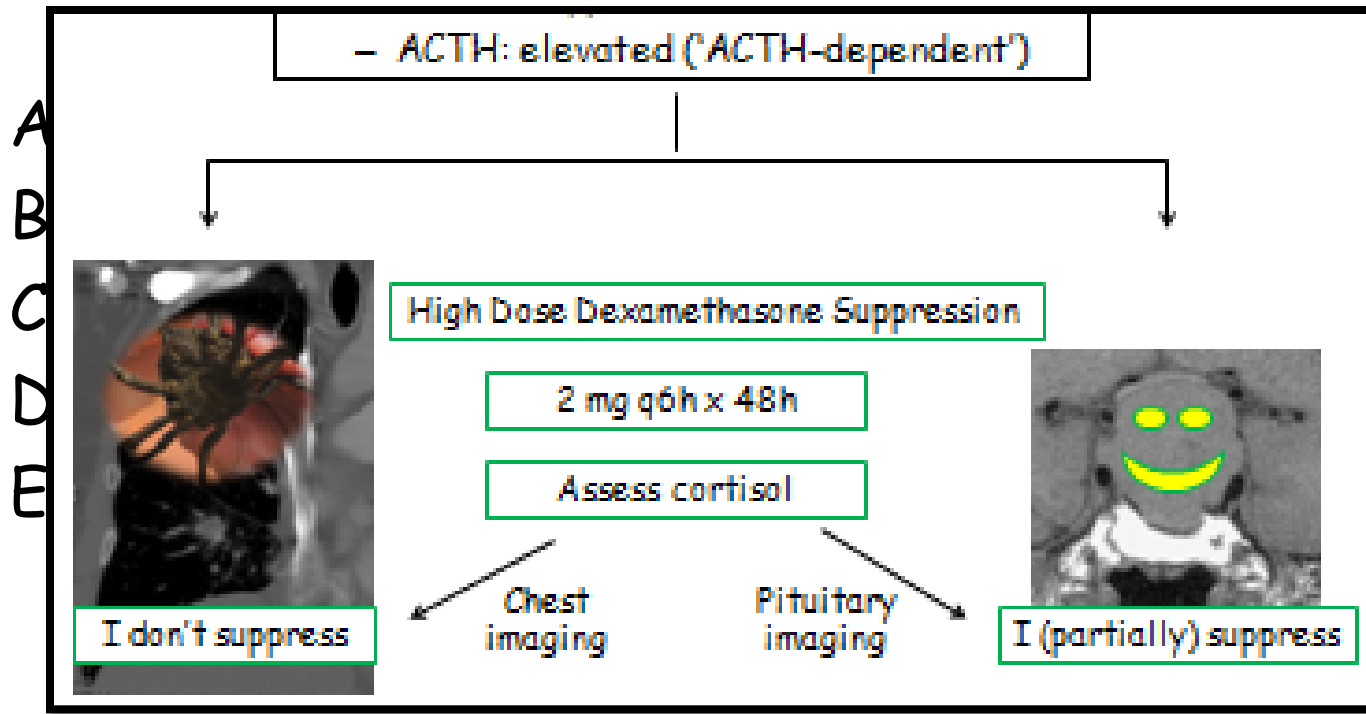 – ACTH: elevated ('ACTH-dependent')
A
B
C
D
E
High Dose Dexamethasone Suppression
2 mg q6h x 48h
Assess cortisol
Chest
imaging
Pituitary
imaging
I don't suppress
I (partially) suppress